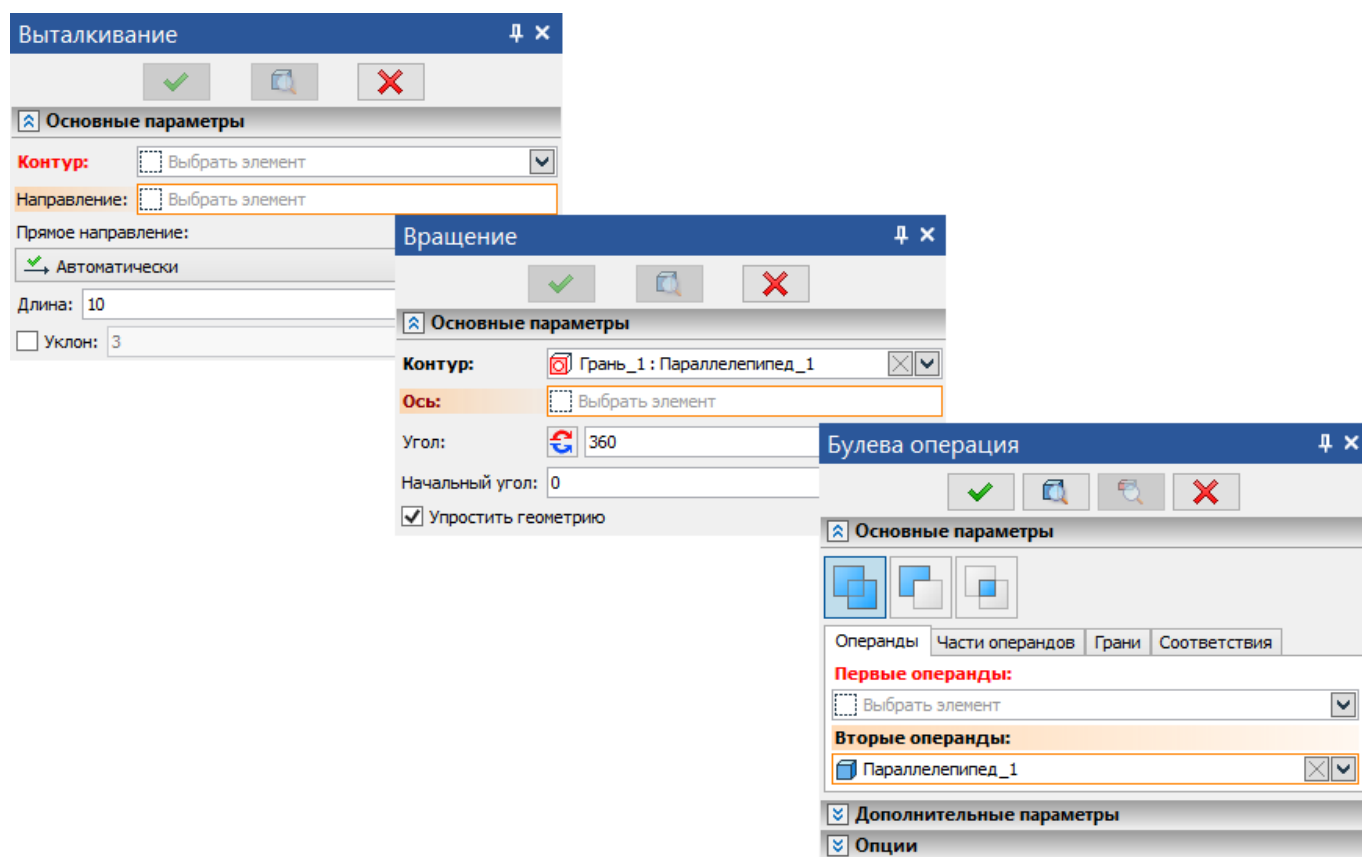 Выталкивание
Основные параметры
Контур: Выбрать элемент
Направление: Выбрать элемент
Прямое направление:
Автоматически
Длина: 10
Уклон: 3
Вращение
Основные параметры
Контур: Грань_1 : Параллелепипед_1
Ось: Выбрать элемент
Угол: 360
Начальный угол: 0
Упростить геометрию
Булева операция
Основные параметры
Операнды Части операндов Грани Соответствия
Первые операнды:
Выбрать элемент
Вторые операнды:
Параллелепипед_1
Дополнительные параметры
Опции